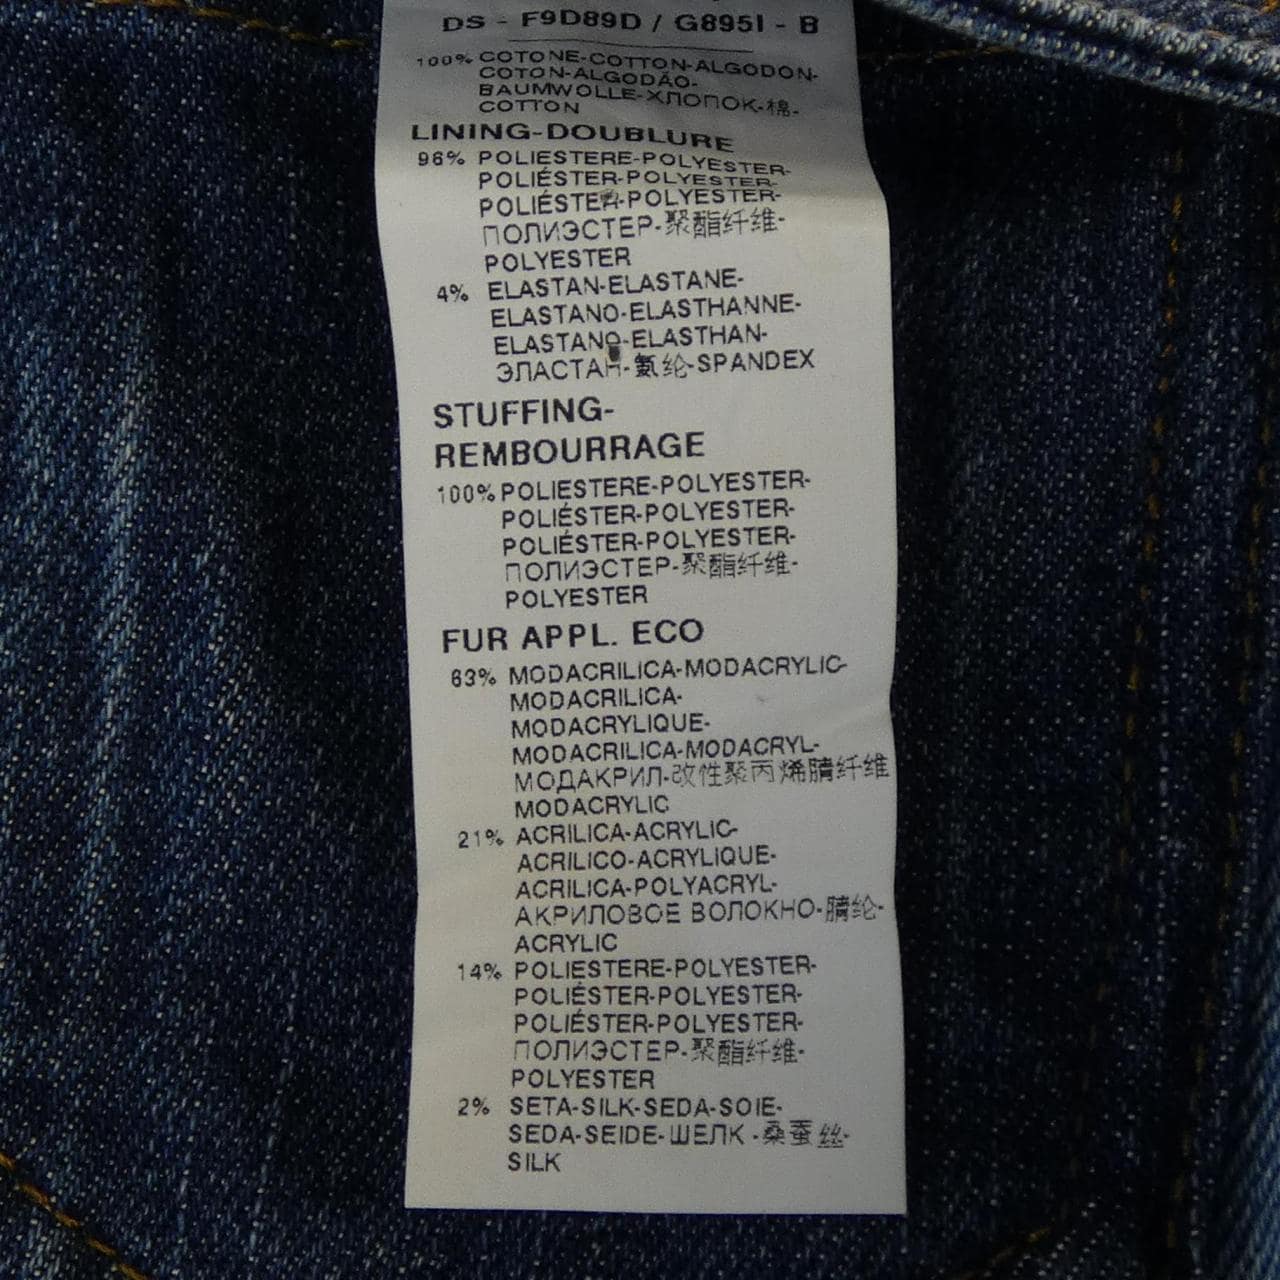 DS - F9D89D / G895I - B
100% COTONE-COTTON-ALGODON-
COTON-ALGODÃO-
BAUMWOLLE-ХЛОПОК-棉-
COTTON
LINING-DOUBLURE
96% POLIESTERE-POLYESTER-
POLIÉSTER-POLYESTER-
POLIÉSTER-POLYESTER-
ПОЛИЭСТЕР-聚酯纤维-
POLYESTER
4% ELASTAN-ELASTANE-
ELASTANO-ELASTHANNE-
ELASTANO-ELASTHAN-
ЭЛАСТАН-氨纶-SPANDEX
STUFFING-
REMBOURRAGE
100% POLIESTERE-POLYESTER-
POLIÉSTER-POLYESTER-
POLIÉSTER-POLYESTER-
ПОЛИЭСТЕР-聚酯纤维-
POLYESTER
FUR APPL. ECO
63% MODACRILICA-MODACRYLIC-
MODACRILICA-
MODACRYLIQUE-
MODACRILICA-MODACRYL-
МОДАКРИЛ-改性聚丙烯腈纤维
MODACRYLIC
21% ACRILICA-ACRYLIC-
ACRILICO-ACRYLIQUE-
ACRILICA-POLYACRYL-
АКРИЛОВОЕ ВОЛОКНО-腈纶-
ACRYLIC
14% POLIESTERE-POLYESTER-
POLIÉSTER-POLYESTER-
POLIÉSTER-POLYESTER-
ПОЛИЭСТЕР-聚酯纤维-
POLYESTER
2% SETA-SILK-SEDA-SOIE-
SEDA-SEIDE-ШЕЛК -桑蚕丝-
SILK